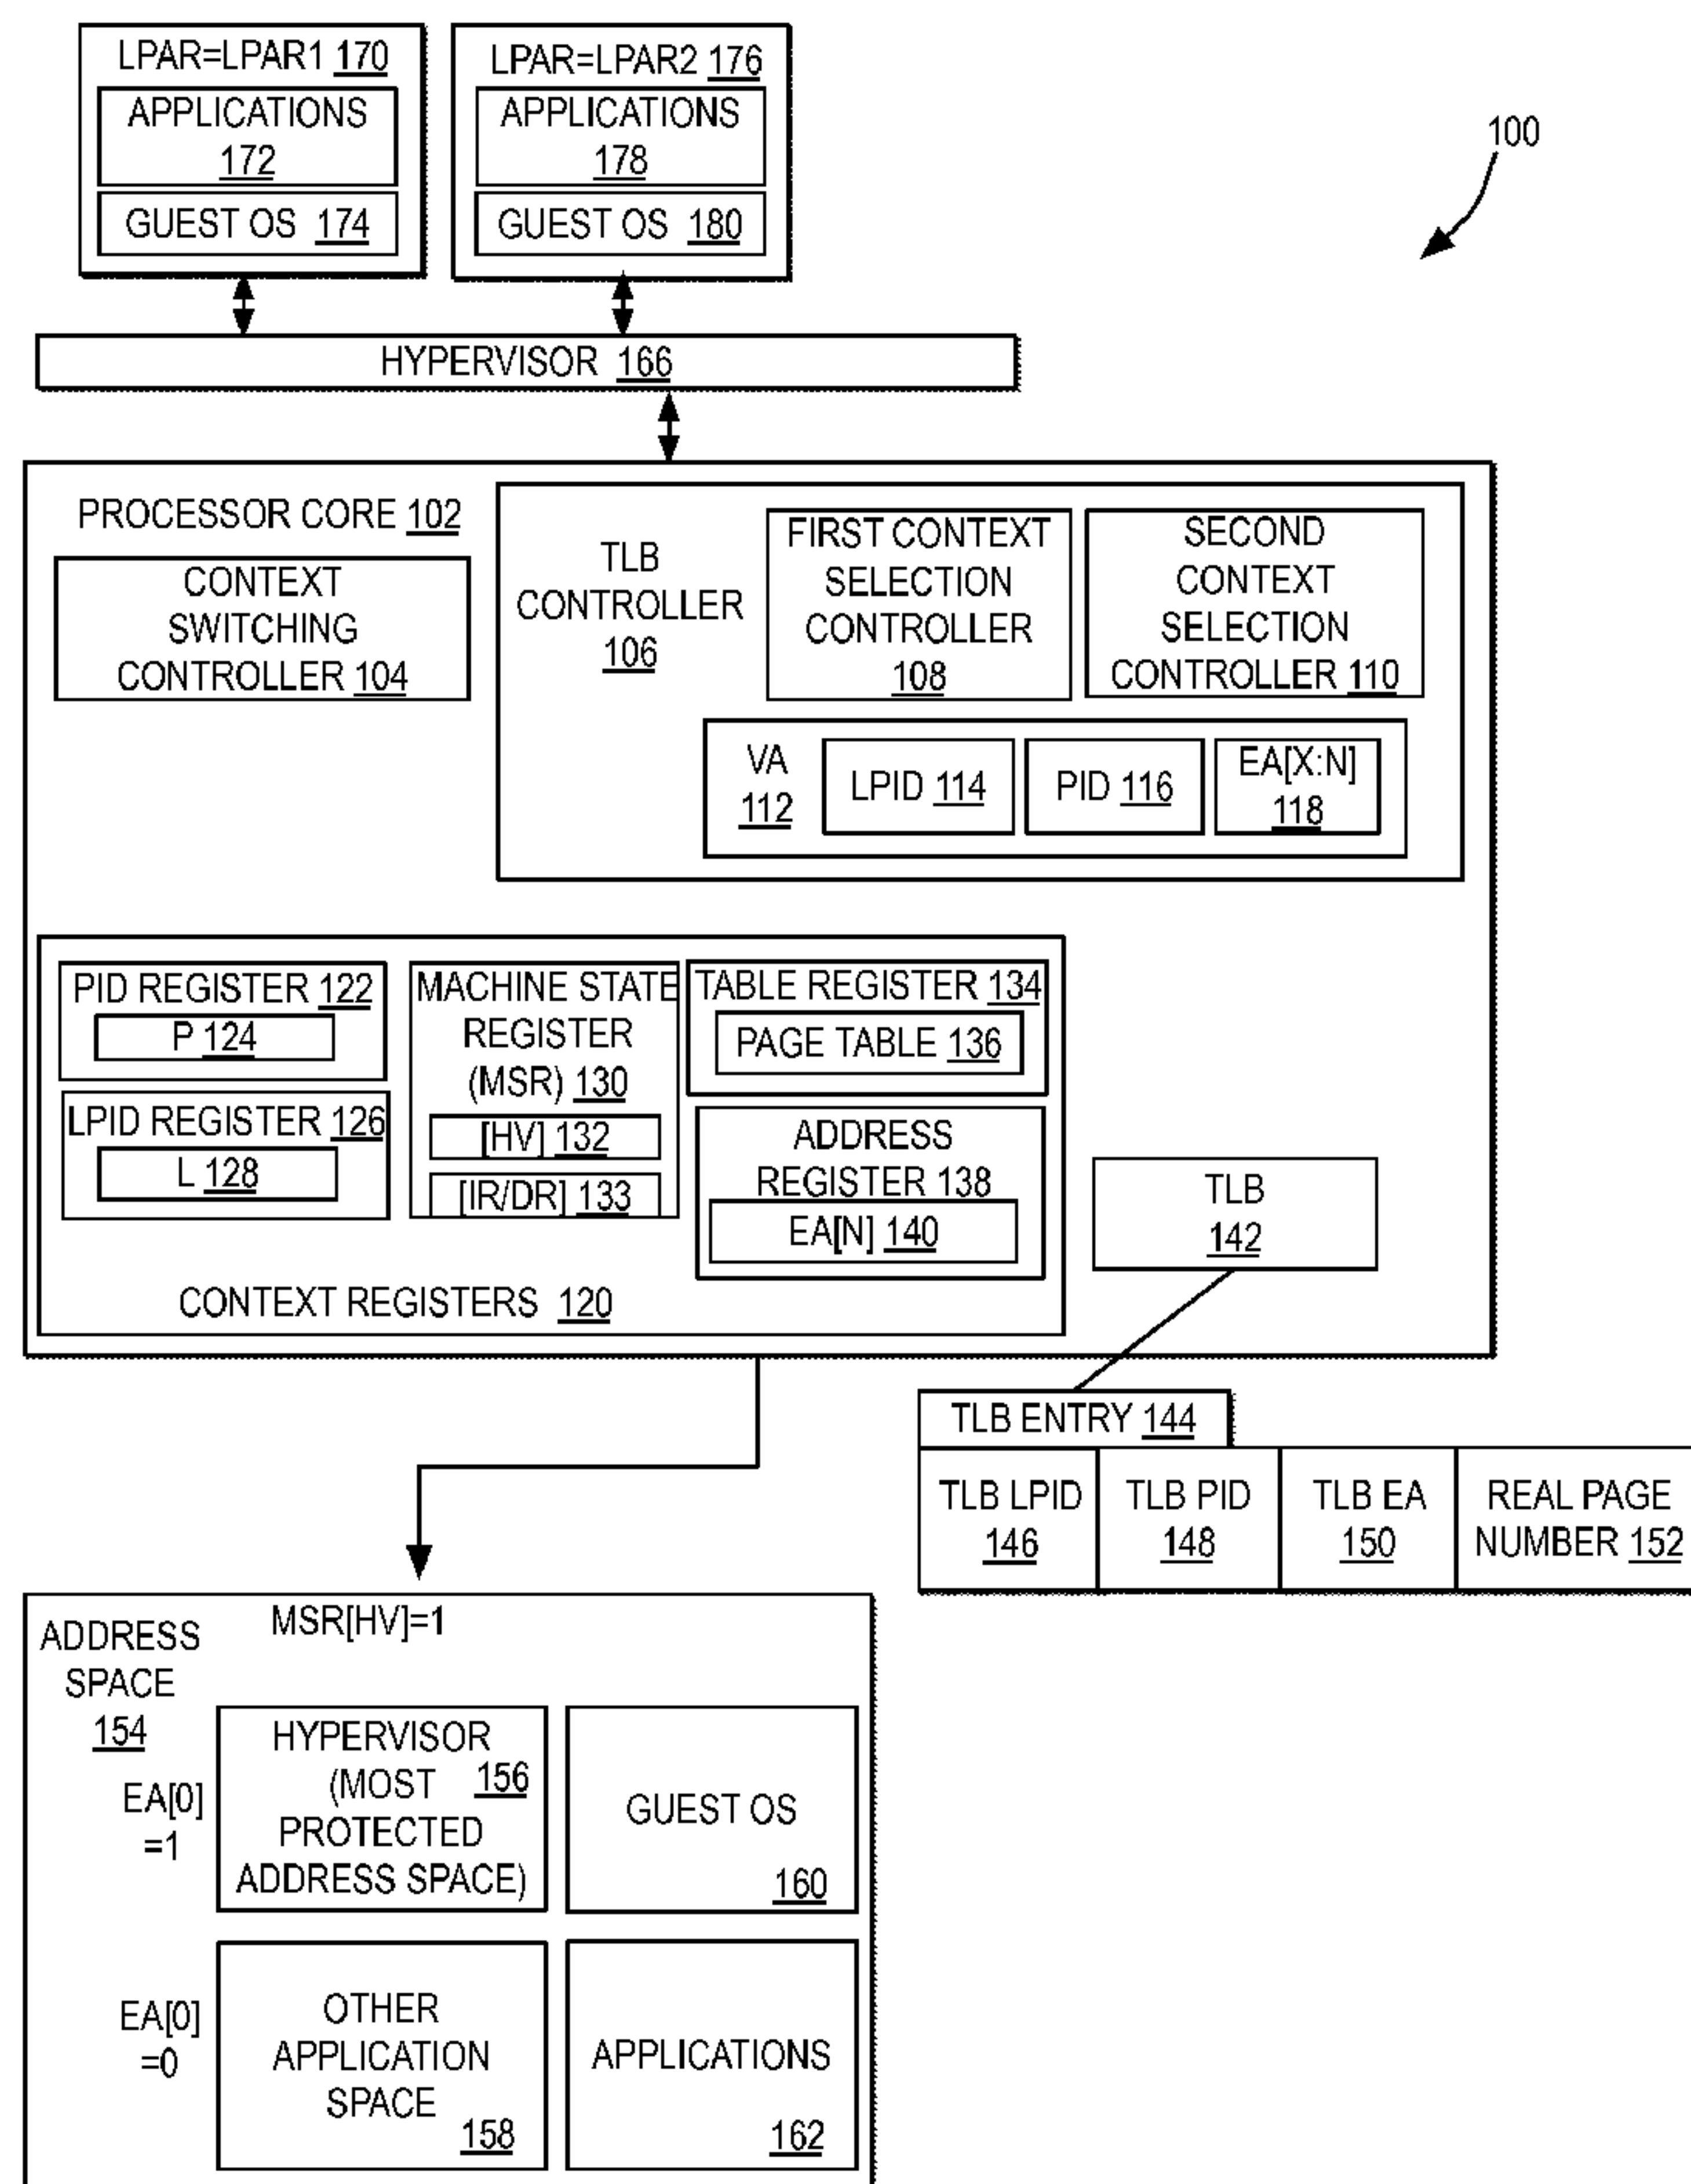 LPAR=LPAR1 170
APPLICATIONS
172
GUEST OS 174
LPAR=LPAR2 176
APPLICATIONS
178
GUEST OS 180
100
HYPERVISOR 166
PROCESSOR CORE 102
CONTEXT
SWITCHING
CONTROLLER 104
TLB
CONTROLLER
106
FIRST CONTEXT
SELECTION
CONTROLLER
108
SECOND
CONTEXT
SELECTION
CONTROLLER 110
VA
112
LPID 114
PID 116
EA[X:N]
118
PID REGISTER 122
P 124
LPID REGISTER 126
L 128
MACHINE STATE
REGISTER
(MSR) 130
[HV] 132
[IR/DR] 133
TABLE REGISTER 134
PAGE TABLE 136
ADDRESS
REGISTER 138
EA[N] 140
CONTEXT REGISTERS 120
TLB
142
TLB ENTRY 144
TLB LPID
146
TLB PID
148
TLB EA
150
REAL PAGE
NUMBER 152
ADDRESS
SPACE
154
MSR[HV]=1
EA[0]
=1
HYPERVISOR
(MOST 156
PROTECTED
ADDRESS SPACE)
GUEST OS
160
EA[0]
=0
OTHER
APPLICATION
SPACE
158
APPLICATIONS
162